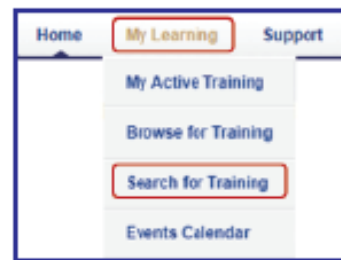 Home My Learning Support
My Active Training
Browse for Training
Search for Training
Events Calendar